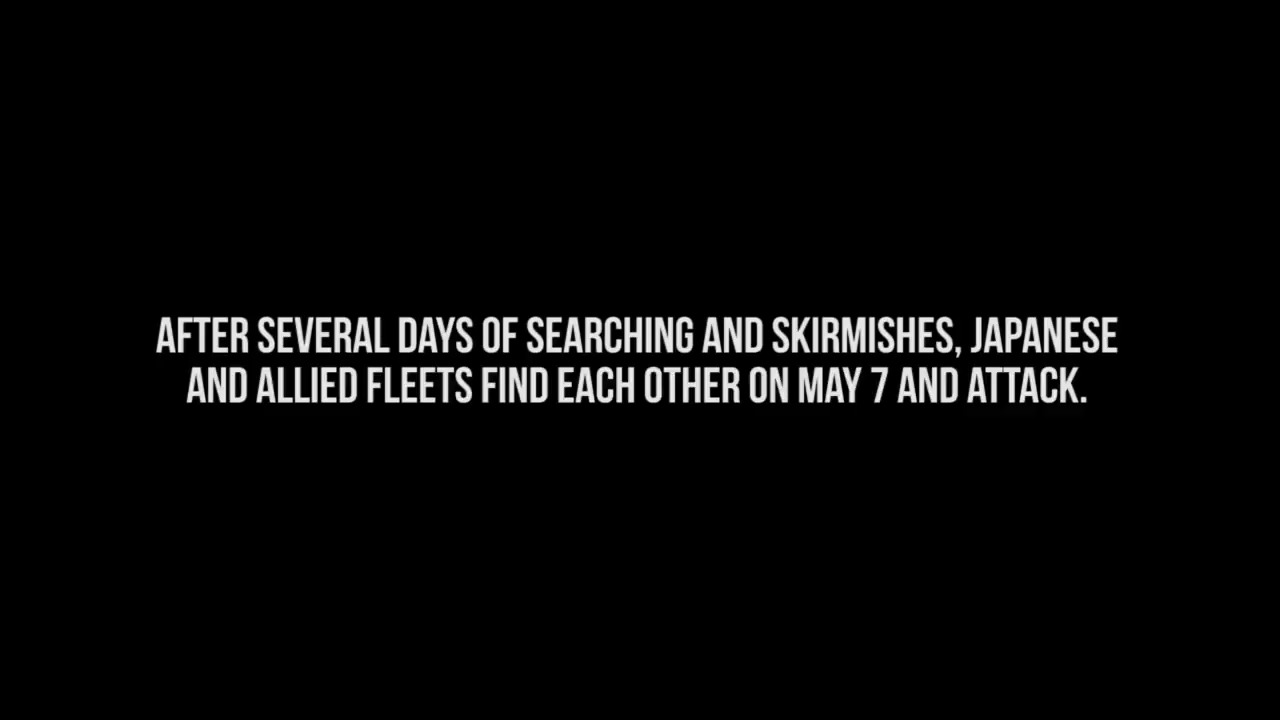 AFTER SEVERAL DAYS OF SEARCHING AND SKIRMISHES, JAPANESE
AND ALLIED FLEETS FIND EACH OTHER ON MAY 7 AND ATTACK.